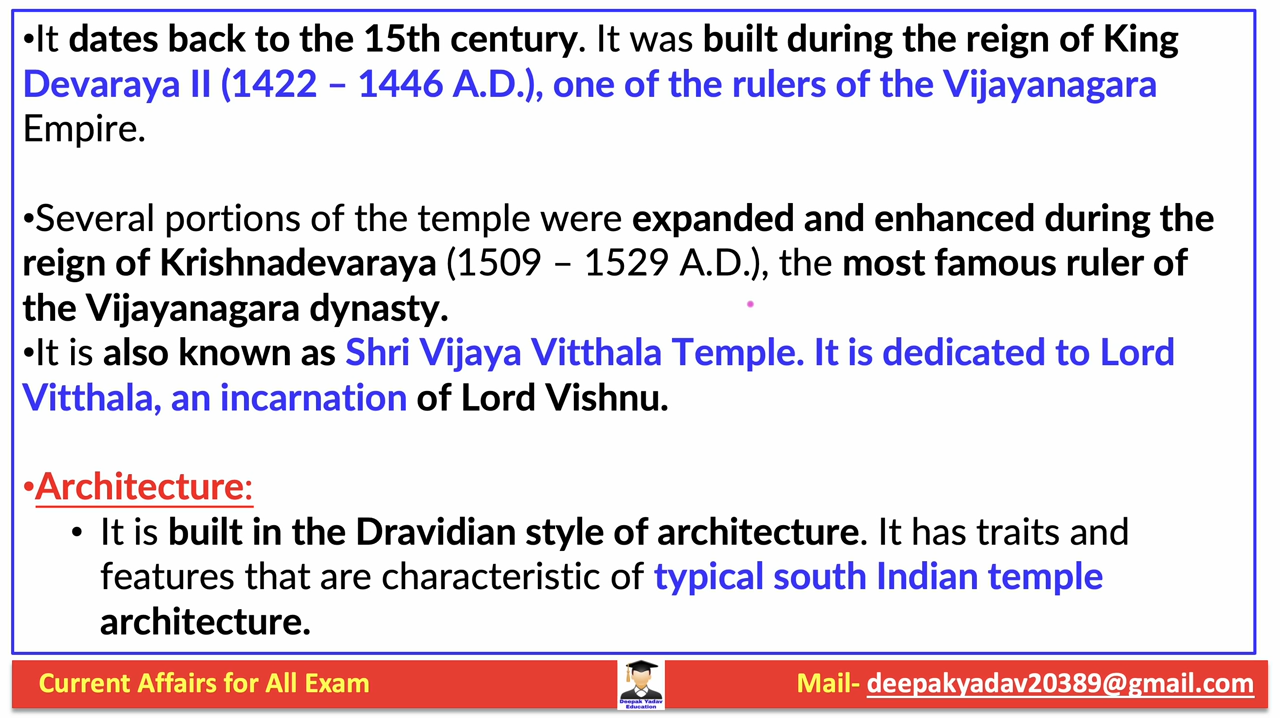 •It dates back to the 15th century. It was built during the reign of King
Devaraya II (1422 – 1446 A.D.), one of the rulers of the Vijayanagara
Empire.
•Several portions of the temple were expanded and enhanced during the
reign of Krishnadevaraya (1509 – 1529 A.D.), the most famous ruler of
the Vijayanagara dynasty.
•It is also known as Shri Vijaya Vitthala Temple. It is dedicated to Lord
Vitthala, an incarnation of Lord Vishnu.
•Architecture:
• It is built in the Dravidian style of architecture. It has traits and
features that are characteristic of typical south Indian temple
architecture.
Current Affairs for All Exam
Deepak Yadav
Education
Mail- deepakyadav20389@gmail.com